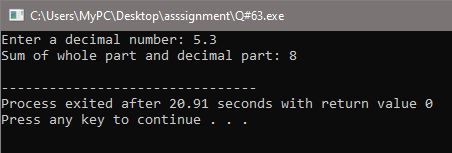 C:\Users\MyPC\Desktop\asssignment\Q#63.exe
Enter a decimal number: 5.3
Sum of whole part and decimal part: 8
--------------------------------
Process exited after 20.91 seconds with return value 0
Press any key to continue . . .